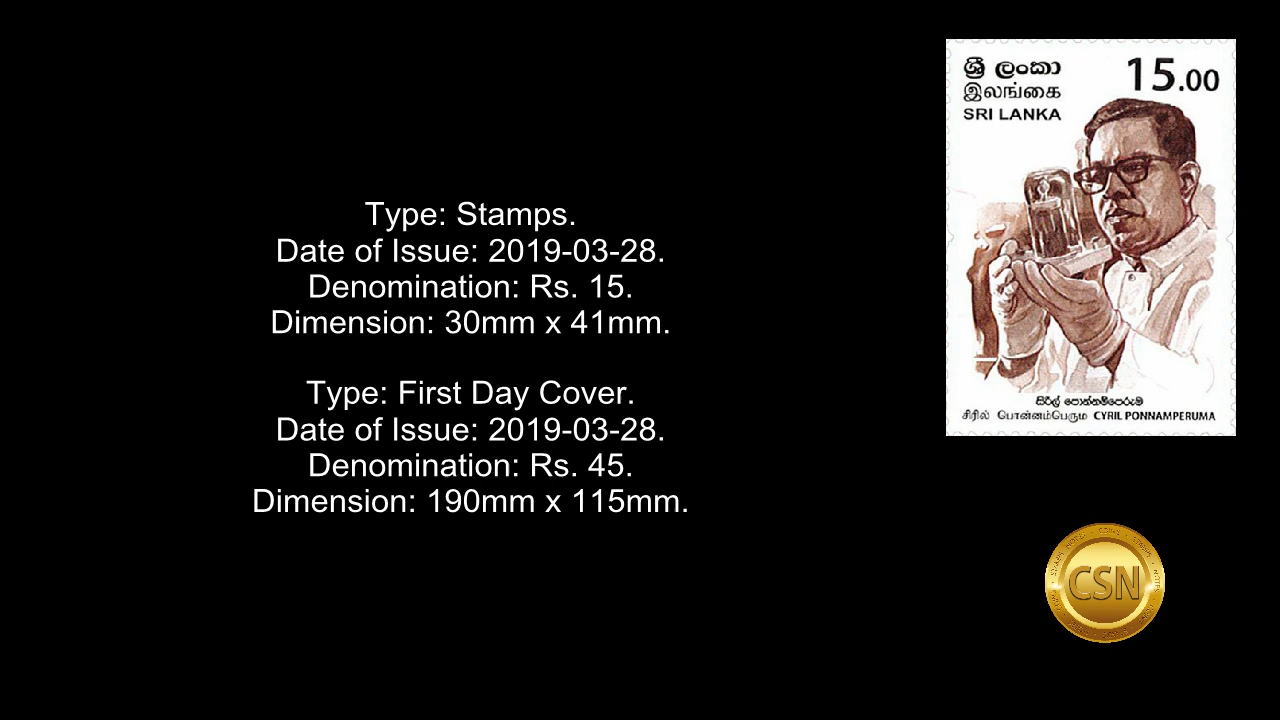 Type: Stamps.
Date of Issue: 2019-03-28.
Denomination: Rs. 15.
Dimension: 30mm x 41mm.
Type: First Day Cover.
Date of Issue: 2019-03-28.
Denomination: Rs. 45.
Dimension: 190mm x 115mm.
ශ්‍රී ලංකා 15.00
இலங்கை
SRI LANKA
සිරිල් පොන්නම්පෙරුම
சிரில் பொன்னம்பெரும CYRIL PONNAMPERUMA
CSN